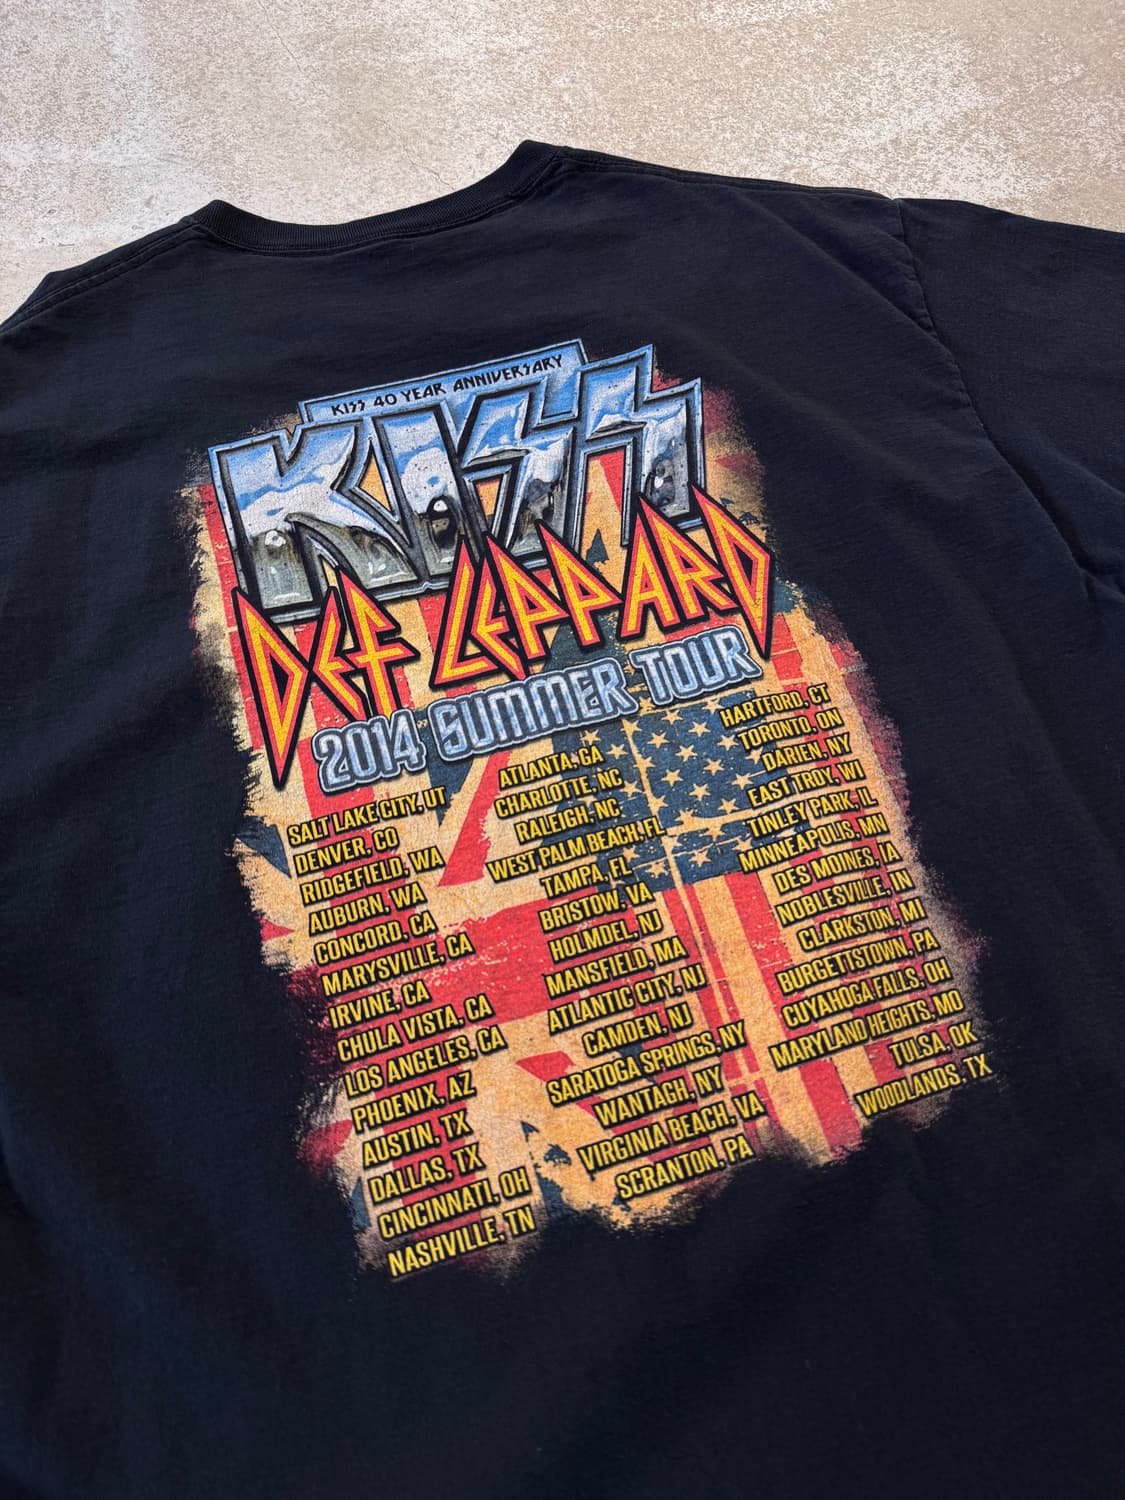 KISS 40 YEAR ANNIVERSARY
KISS
DEF LEPPARD
2014 SUMMER TOUR
SALT LAKE CITY, UT
DENVER, CO
RIDGEFIELD, WA
AUBURN, WA
CONCORD, CA
MARYSVILLE, CA
IRVINE, CA
CHULA VISTA, CA
LOS ANGELES, CA
PHOENIX, AZ
AUSTIN, TX
DALLAS, TX
CINCINNATI, OH
NASHVILLE, TN
ATLANTA, GA
CHARLOTTE, NC
RALEIGH, NC
WEST PALM BEACH, FL
TAMPA, FL
BRISTOW, VA
HOLMDEL, NJ
MANSFIELD, MA
ATLANTIC CITY, NJ
CAMDEN, NJ
SARATOGA SPRINGS, NY
WANTAGH, NY
VIRGINIA BEACH, VA
SCRANTON, PA
HARTFORD, CT
TORONTO, ON
DARIEN, NY
EAST TROY, WI
TINLEY PARK, IL
MINNEAPOLIS, MN
DES MOINES, IA
NOBLESVILLE, IN
CLARKSTON, MI
BURGETTSTOWN, PA
CUYAHOGA FALLS, OH
MARYLAND HEIGHTS, MO
TULSA, OK
WOODLANDS, TX